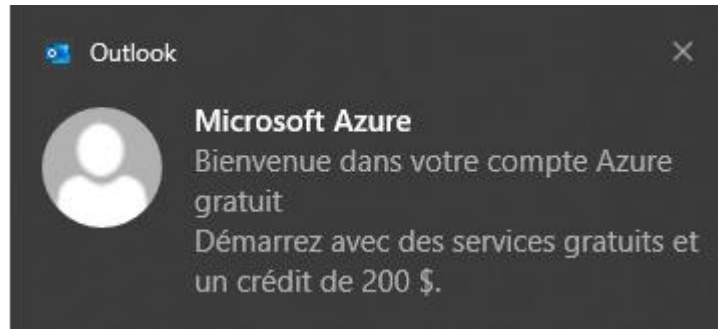 Outlook
Microsoft Azure
Bienvenue dans votre compte Azure
gratuit
Démarrez avec des services gratuits et
un crédit de 200 $.